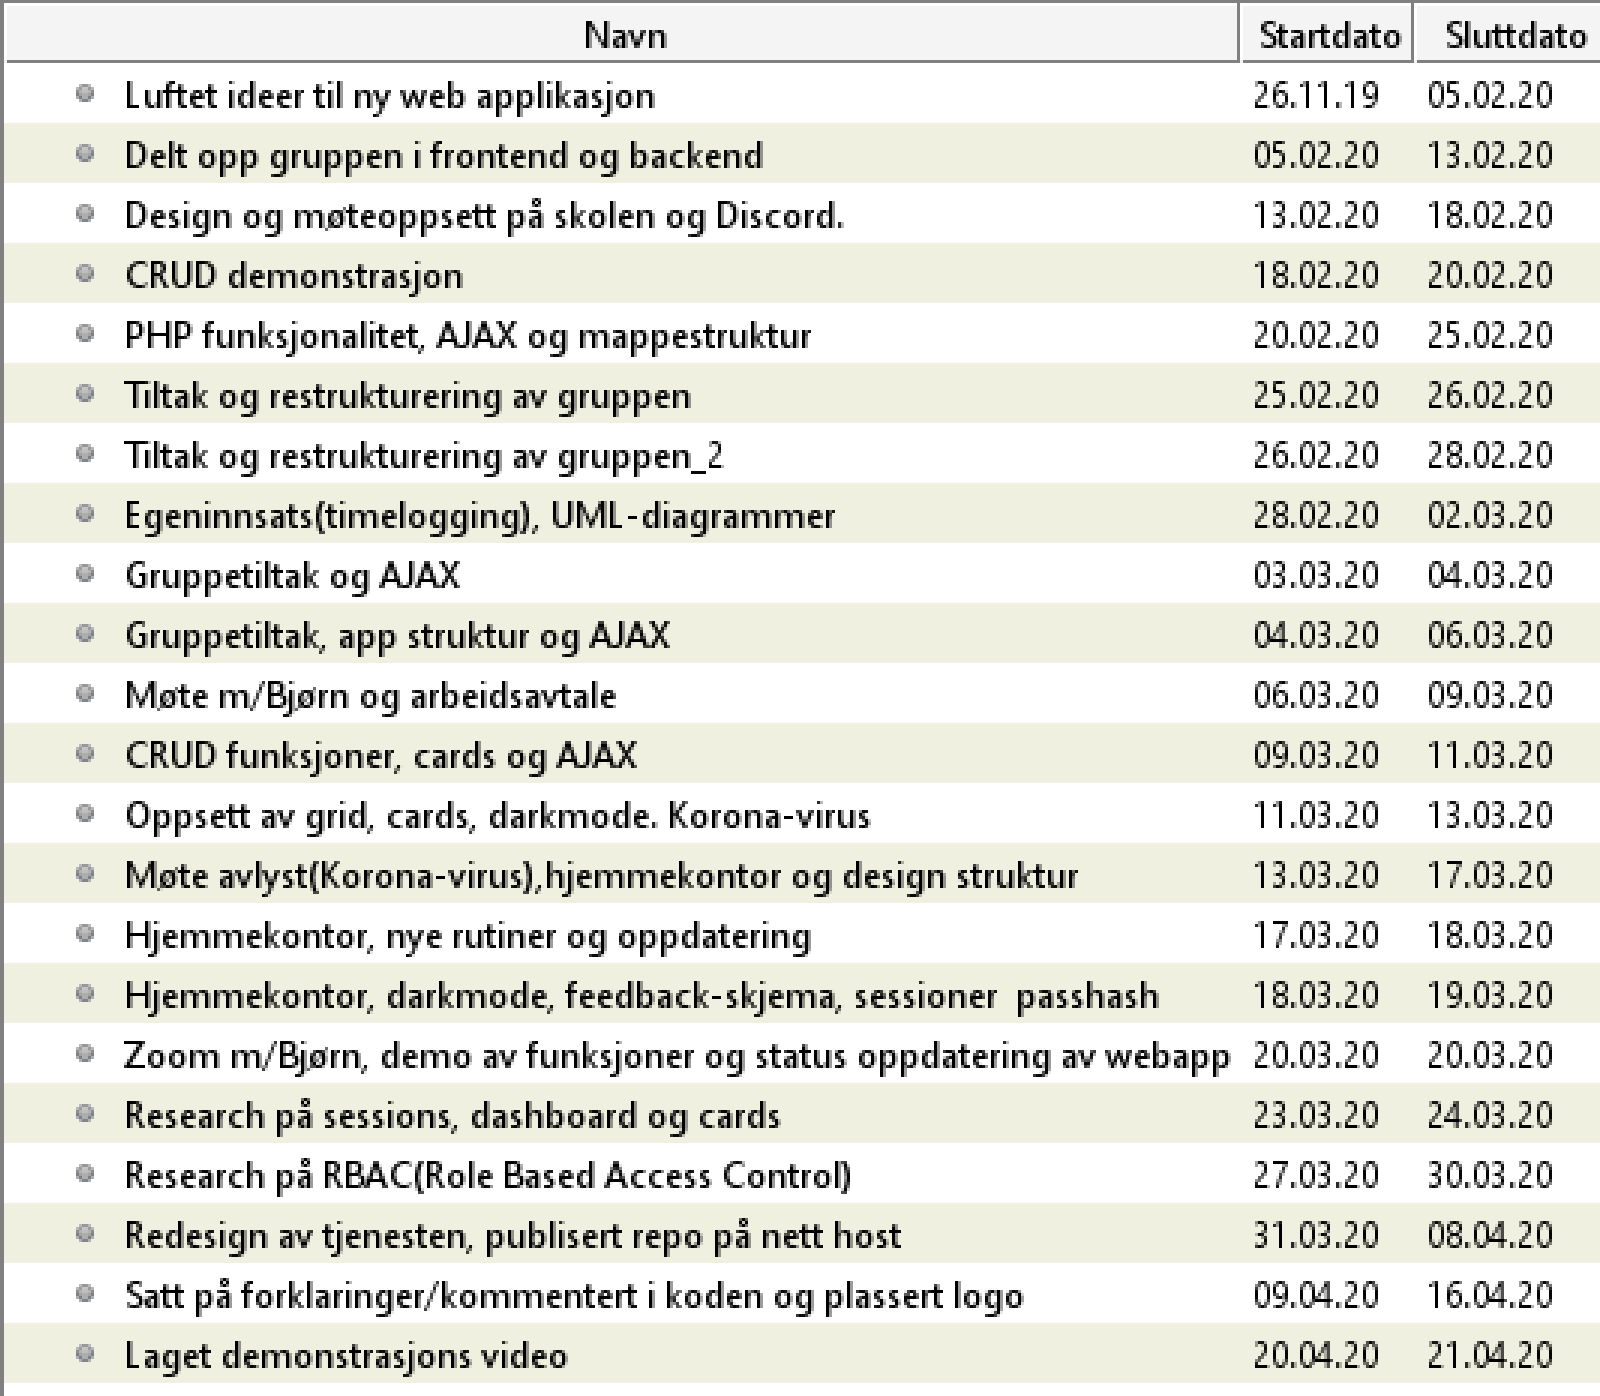 Navn Startdato Sluttdato
Luftet ideer til ny web applikasjon 26.11.19 05.02.20
Delt opp gruppen i frontend og backend 05.02.20 13.02.20
Design og møteoppsett på skolen og Discord. 13.02.20 18.02.20
CRUD demonstrasjon 18.02.20 20.02.20
PHP funksjonalitet, AJAX og mappestruktur 20.02.20 25.02.20
Tiltak og restrukturering av gruppen 25.02.20 26.02.20
Tiltak og restrukturering av gruppen_2 26.02.20 28.02.20
Egeninnsats(timelogging), UML-diagrammer 28.02.20 02.03.20
Gruppetiltak og AJAX 03.03.20 04.03.20
Gruppetiltak, app struktur og AJAX 04.03.20 06.03.20
Møte m/Bjørn og arbeidsavtale 06.03.20 09.03.20
CRUD funksjoner, cards og AJAX 09.03.20 11.03.20
Oppsett av grid, cards, darkmode. Korona-virus 11.03.20 13.03.20
Møte avlyst(Korona-virus),hjemmekontor og design struktur 13.03.20 17.03.20
Hjemmekontor, nye rutiner og oppdatering 17.03.20 18.03.20
Hjemmekontor, darkmode, feedback-skjema, sessioner  passhash 18.03.20 19.03.20
Zoom m/Bjørn, demo av funksjoner og status oppdatering av webapp 20.03.20 20.03.20
Research på sessions, dashboard og cards 23.03.20 24.03.20
Research på RBAC(Role Based Access Control) 27.03.20 30.03.20
Redesign av tjenesten, publisert repo på nett host 31.03.20 08.04.20
Satt på forklaringer/kommentert i koden og plassert logo 09.04.20 16.04.20
Laget demonstrasjons video 20.04.20 21.04.20